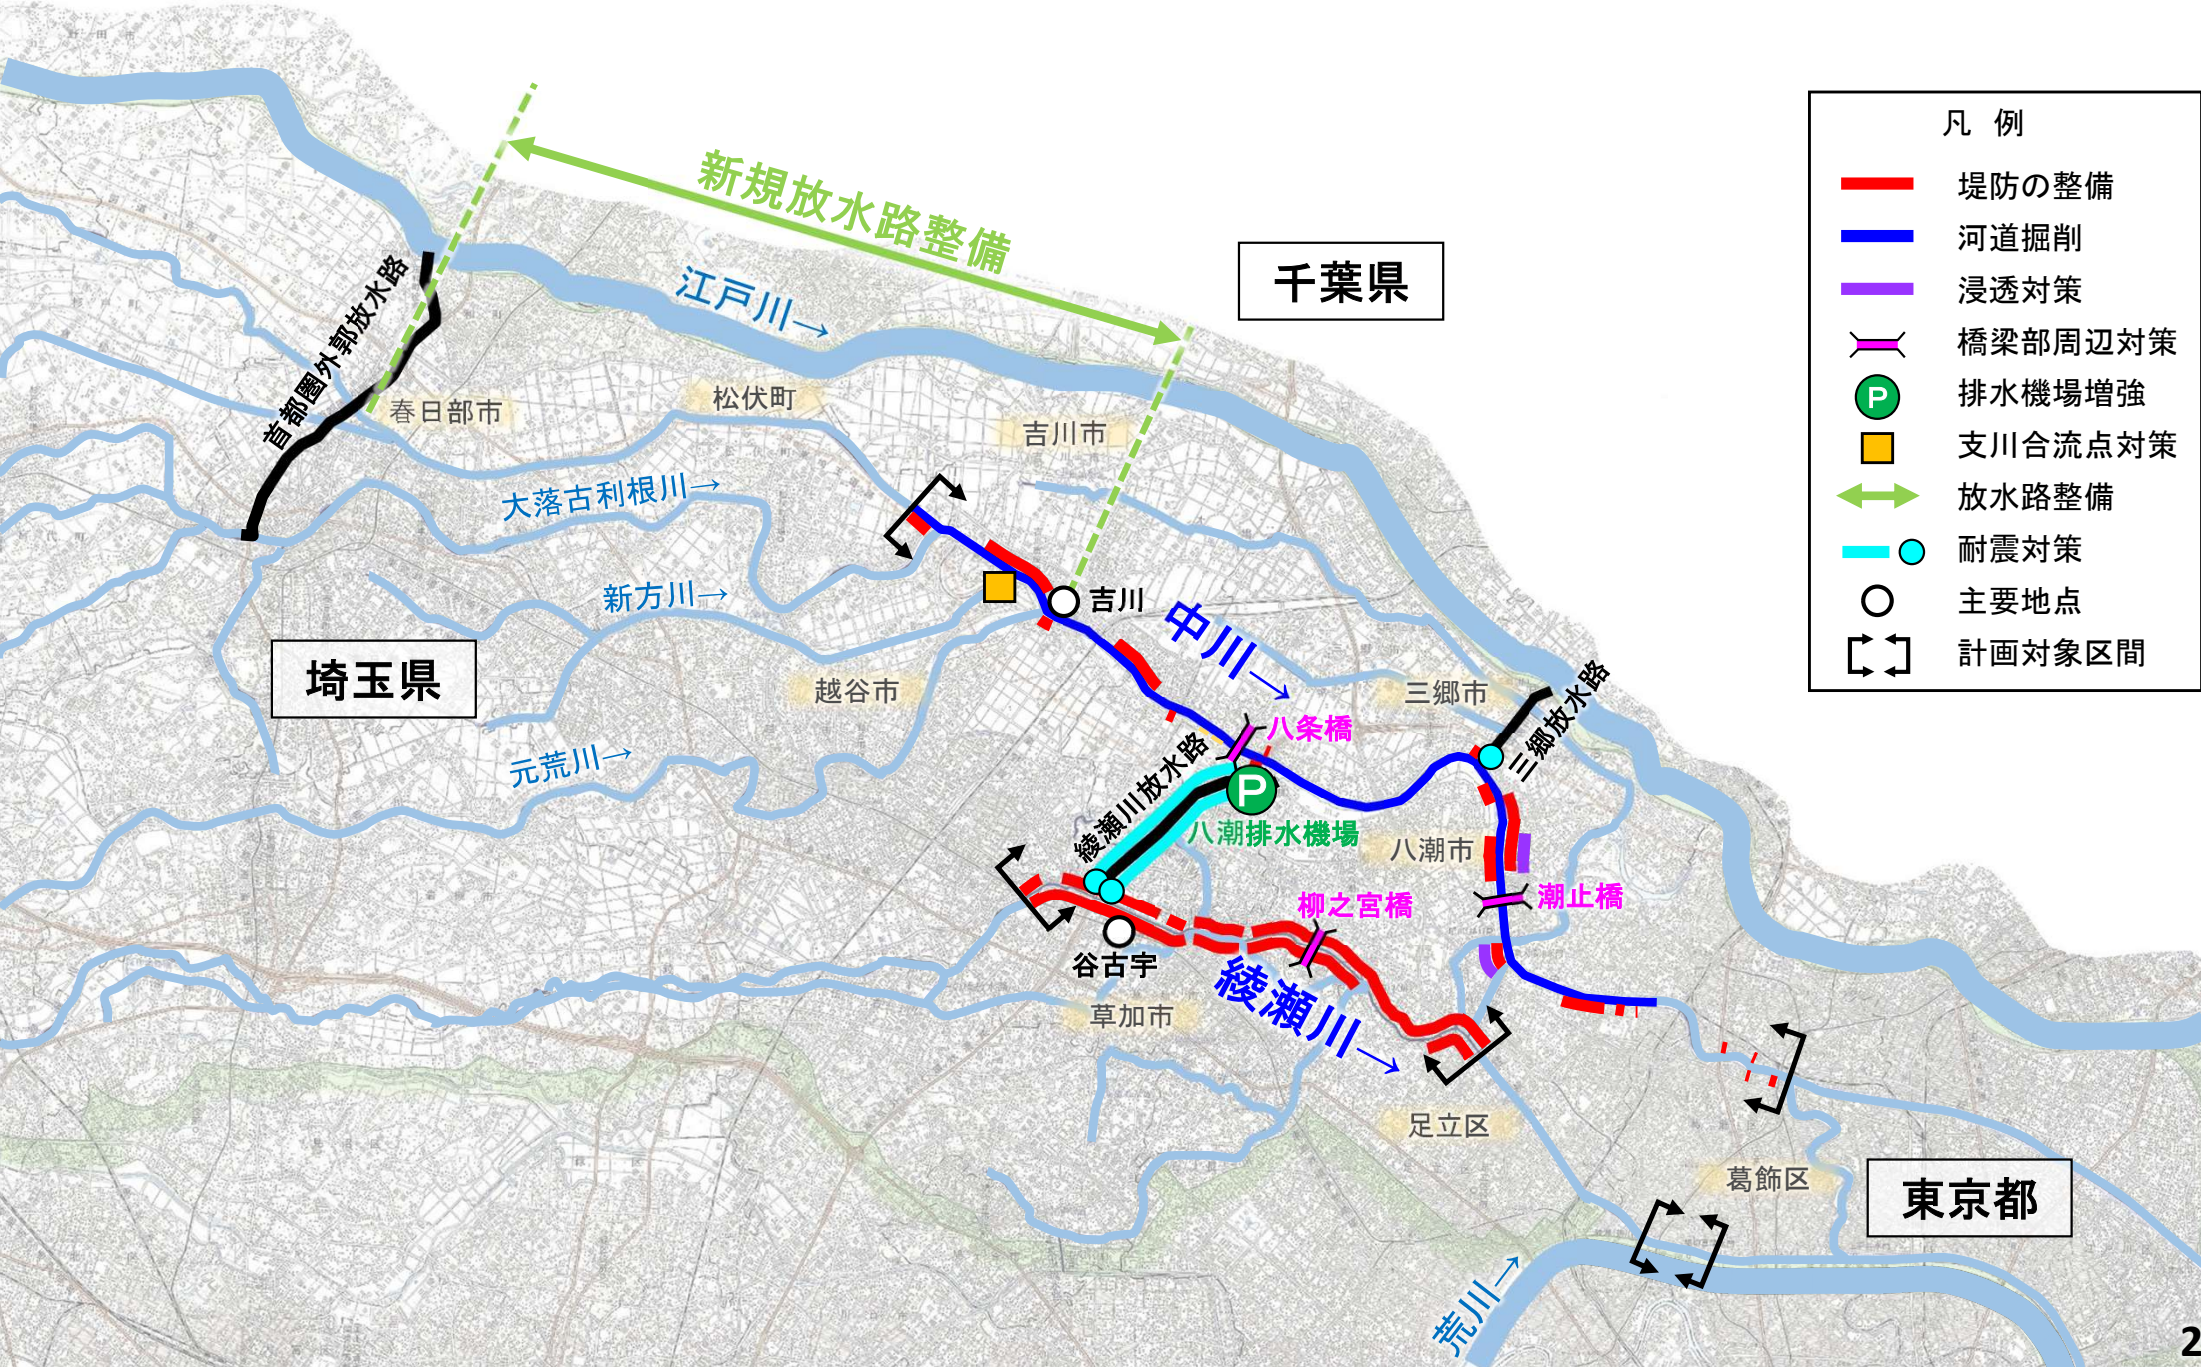 新規放水路整備
千葉県
江戸川→
首都圏外郭放水路
春日部市
松伏町
吉川市
大落古利根川→
新方川→
吉川
中川→
埼玉県
越谷市
三郷市
三郷放水路
元荒川→
八条橋
綾瀬川放水路
P
八潮排水機場
八潮市
潮止橋
柳之宮橋
谷古宇
綾瀬川→
草加市
足立区
葛飾区
東京都
荒川→
凡 例
堤防の整備
河道掘削
浸透対策
橋梁部周辺対策
P
排水機場増強
支川合流点対策
放水路整備
耐震対策
主要地点
計画対象区間
2